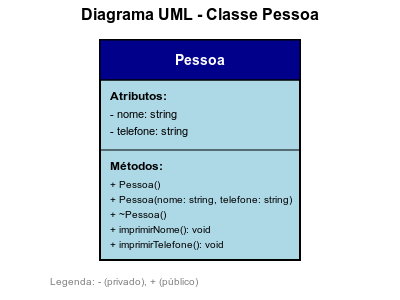 Diagrama UML - Classe Pessoa
Pessoa
Atributos:
- nome: string
- telefone: string
Métodos:
+ Pessoa()
+ Pessoa(nome: string, telefone: string)
+ ~Pessoa()
+ imprimirNome(): void
+ imprimirTelefone(): void
Legenda: - (privado), + (público)